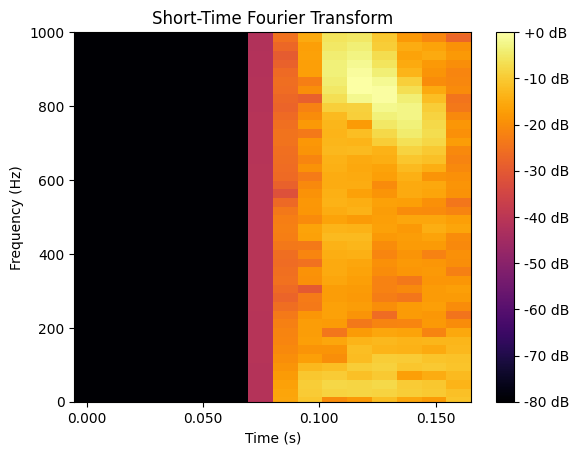 Short-Time Fourier Transform
1000
800
600
400
200
0
Frequency (Hz)
0.000
0.050
0.100
0.150
Time (s)
+0 dB
-10 dB
-20 dB
-30 dB
-40 dB
-50 dB
-60 dB
-70 dB
-80 dB